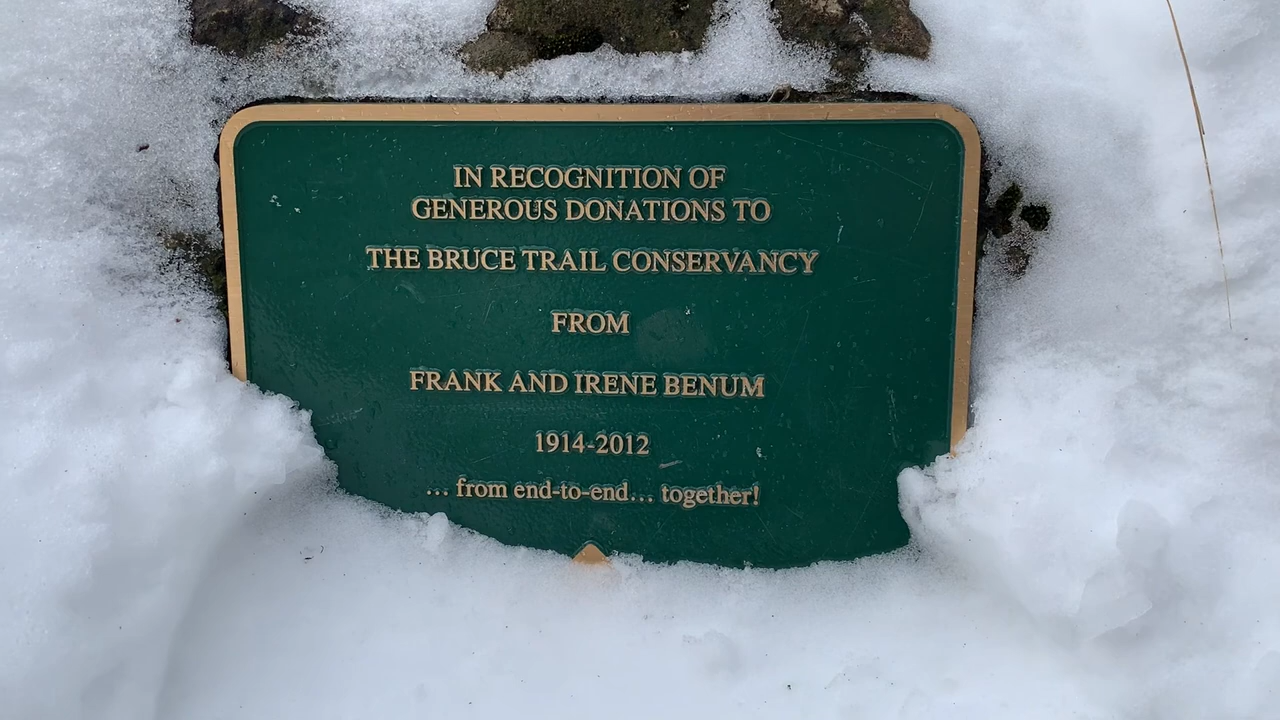 IN RECOGNITION OF
GENEROUS DONATIONS TO
THE BRUCE TRAIL CONSERVANCY
FROM
FRANK AND IRENE BENUM
1914-2012
... from end-to-end... together!